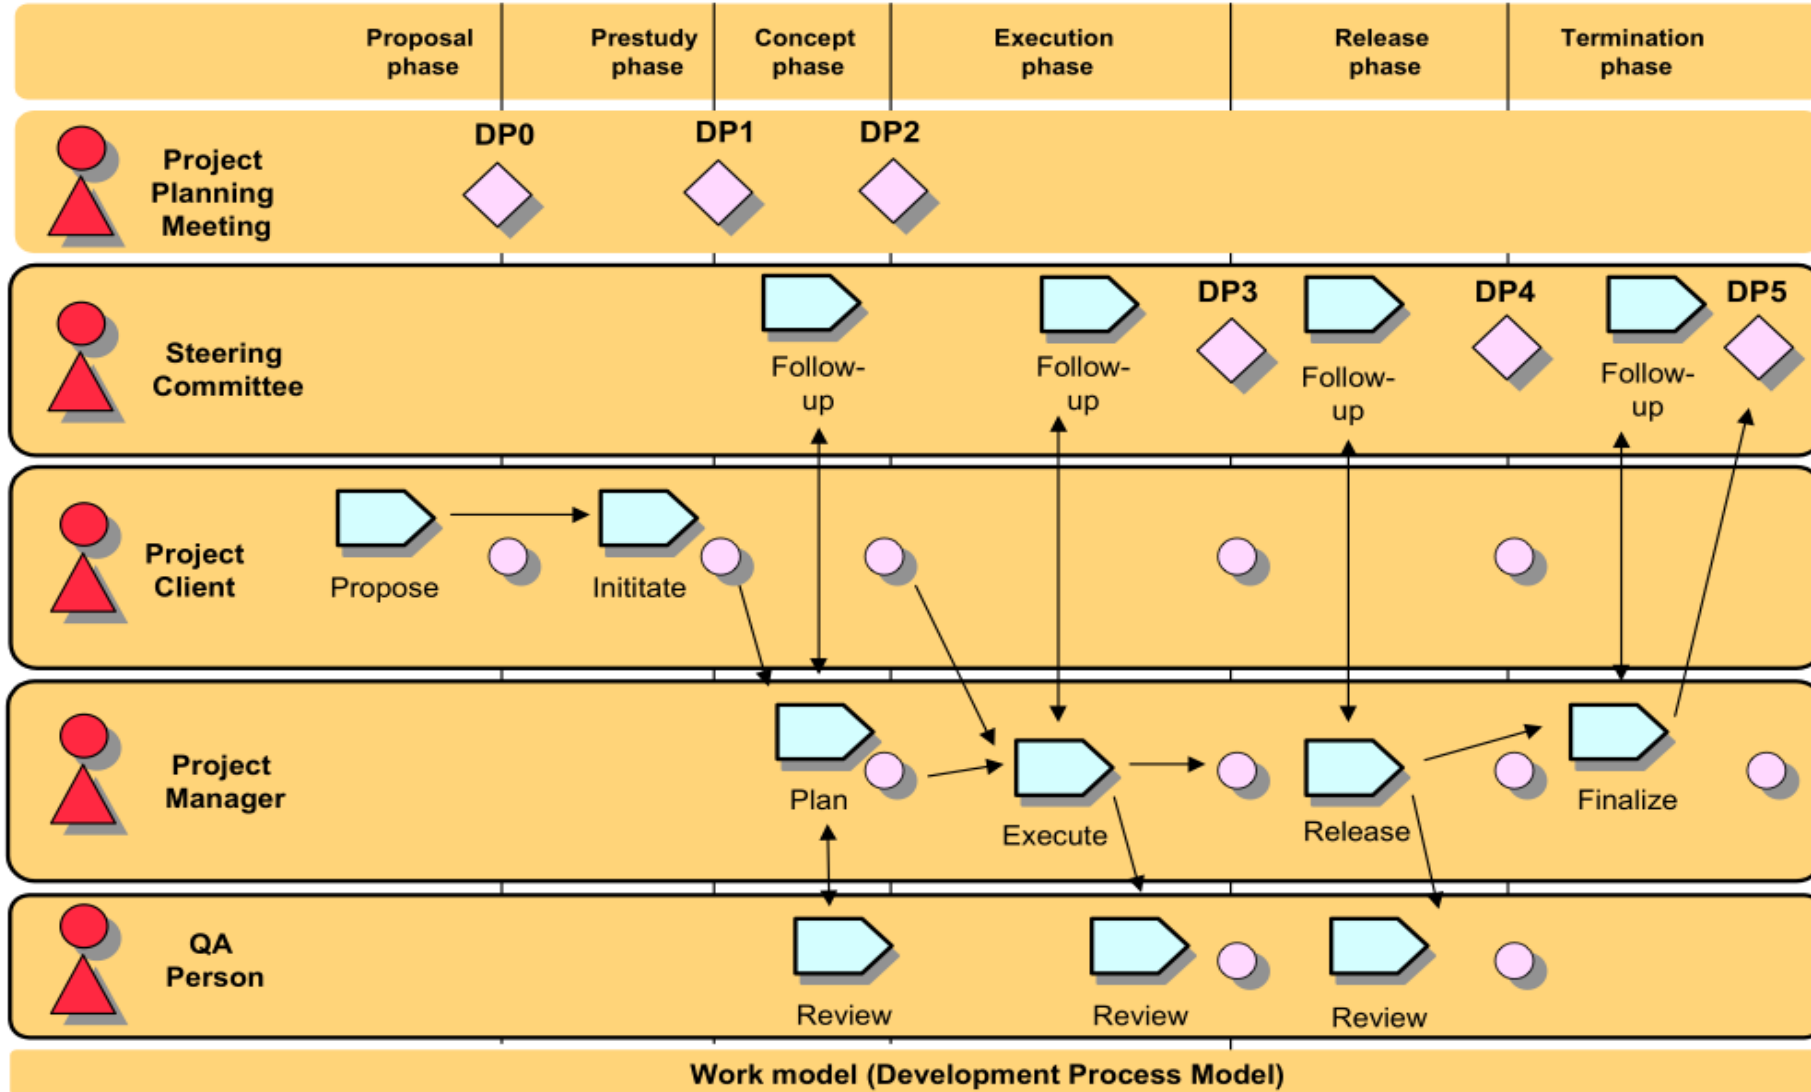 Proposal
phase
Prestudy
phase
Concept
phase
Execution
phase
Release
phase
Termination
phase
DP0
DP1
DP2
Project
Planning
Meeting
DP3
DP4
DP5
Steering
Committee
Follow-
up
Follow-
up
Follow-
up
Follow-
up
Project
Client
Propose
Inititate
Project
Manager
Plan
Execute
Release
Finalize
QA
Person
Review
Review
Review
Work model (Development Process Model)